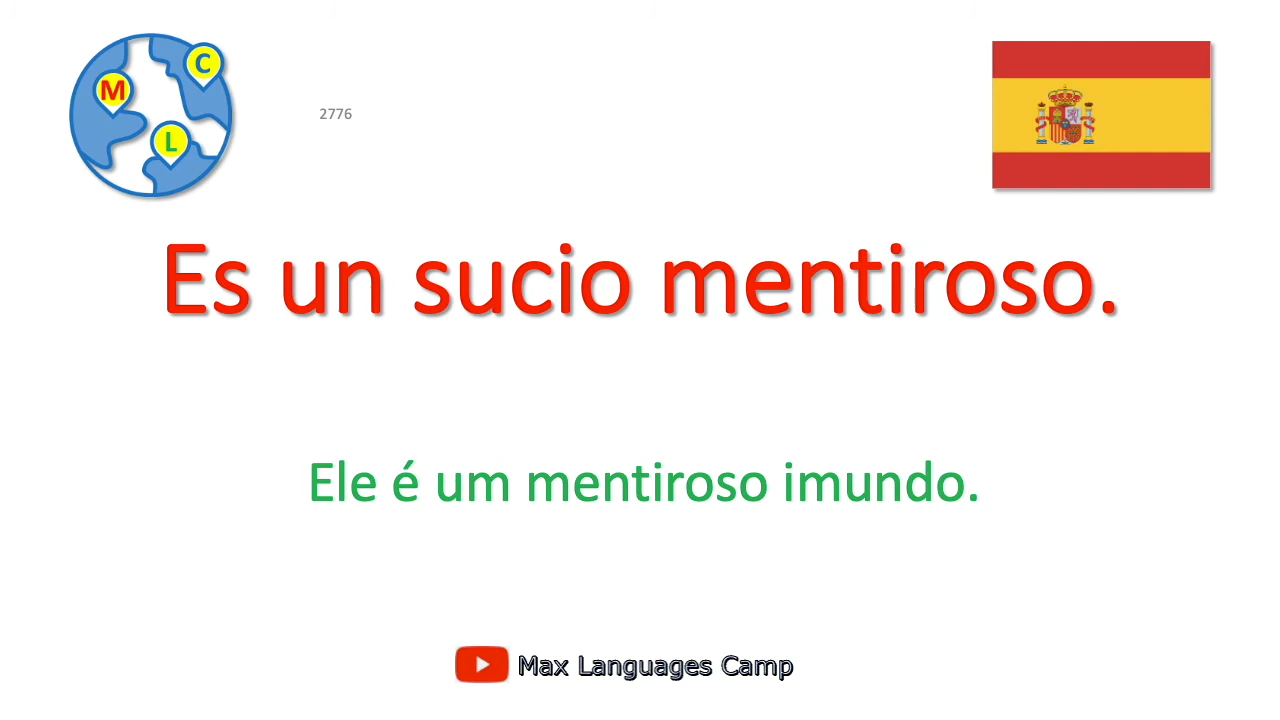 C
M
L
2776
Es un sucio mentiroso.
Ele é um mentiroso imundo.
Max Languages Camp